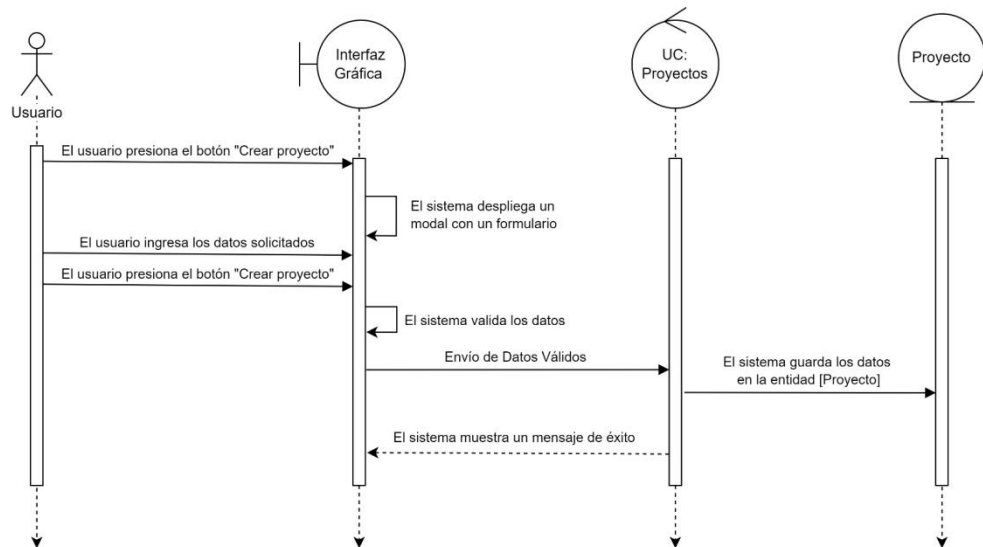 Usuario
Interfaz
Gráfica
UC:
Proyectos
Proyecto
El usuario presiona el botón "Crear proyecto"
El sistema despliega un
modal con un formulario
El usuario ingresa los datos solicitados
El usuario presiona el botón "Crear proyecto"
El sistema valida los datos
Envío de Datos Válidos
El sistema guarda los datos
en la entidad [Proyecto]
El sistema muestra un mensaje de éxito